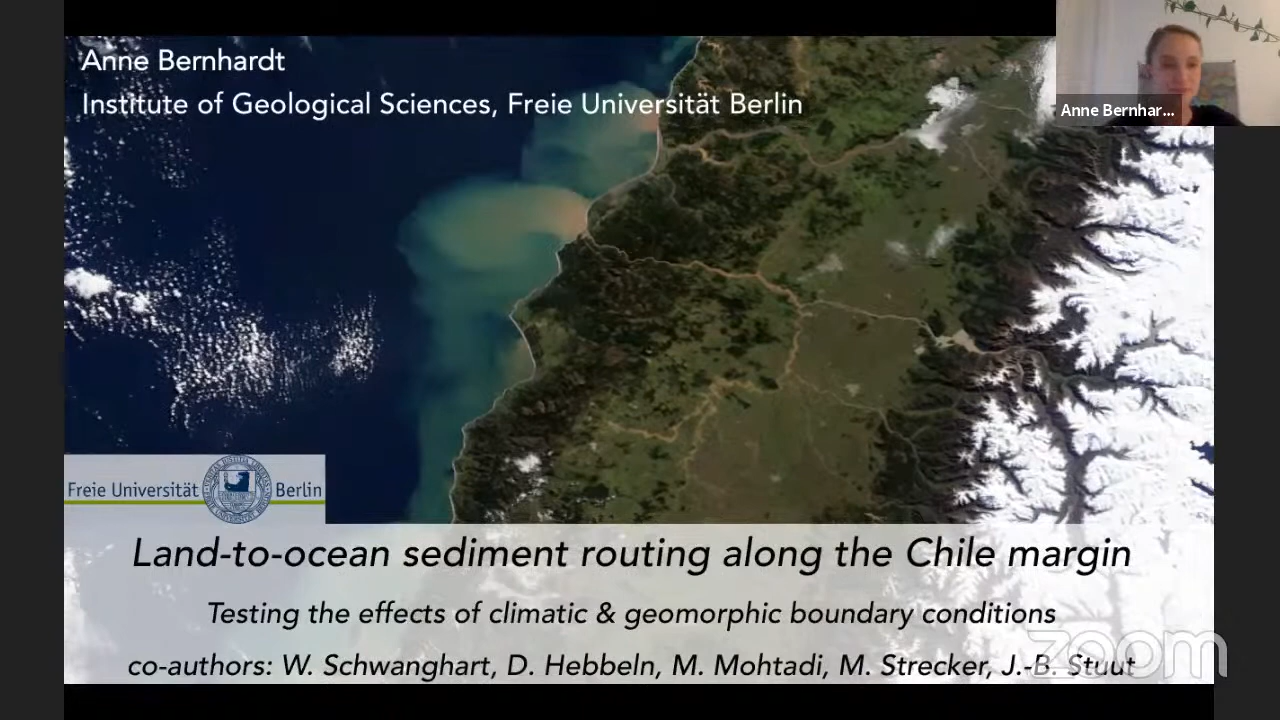 Anne Bernhardt
Institute of Geological Sciences, Freie Universität Berlin
Anne Bernhar...
Freie Universität Berlin
Land-to-ocean sediment routing along the Chile margin
Testing the effects of climatic & geomorphic boundary conditions
co-authors: W. Schwanghart, D. Hebbeln, M. Mohtadi, M. Strecker, J.-B. Stuut
zoom